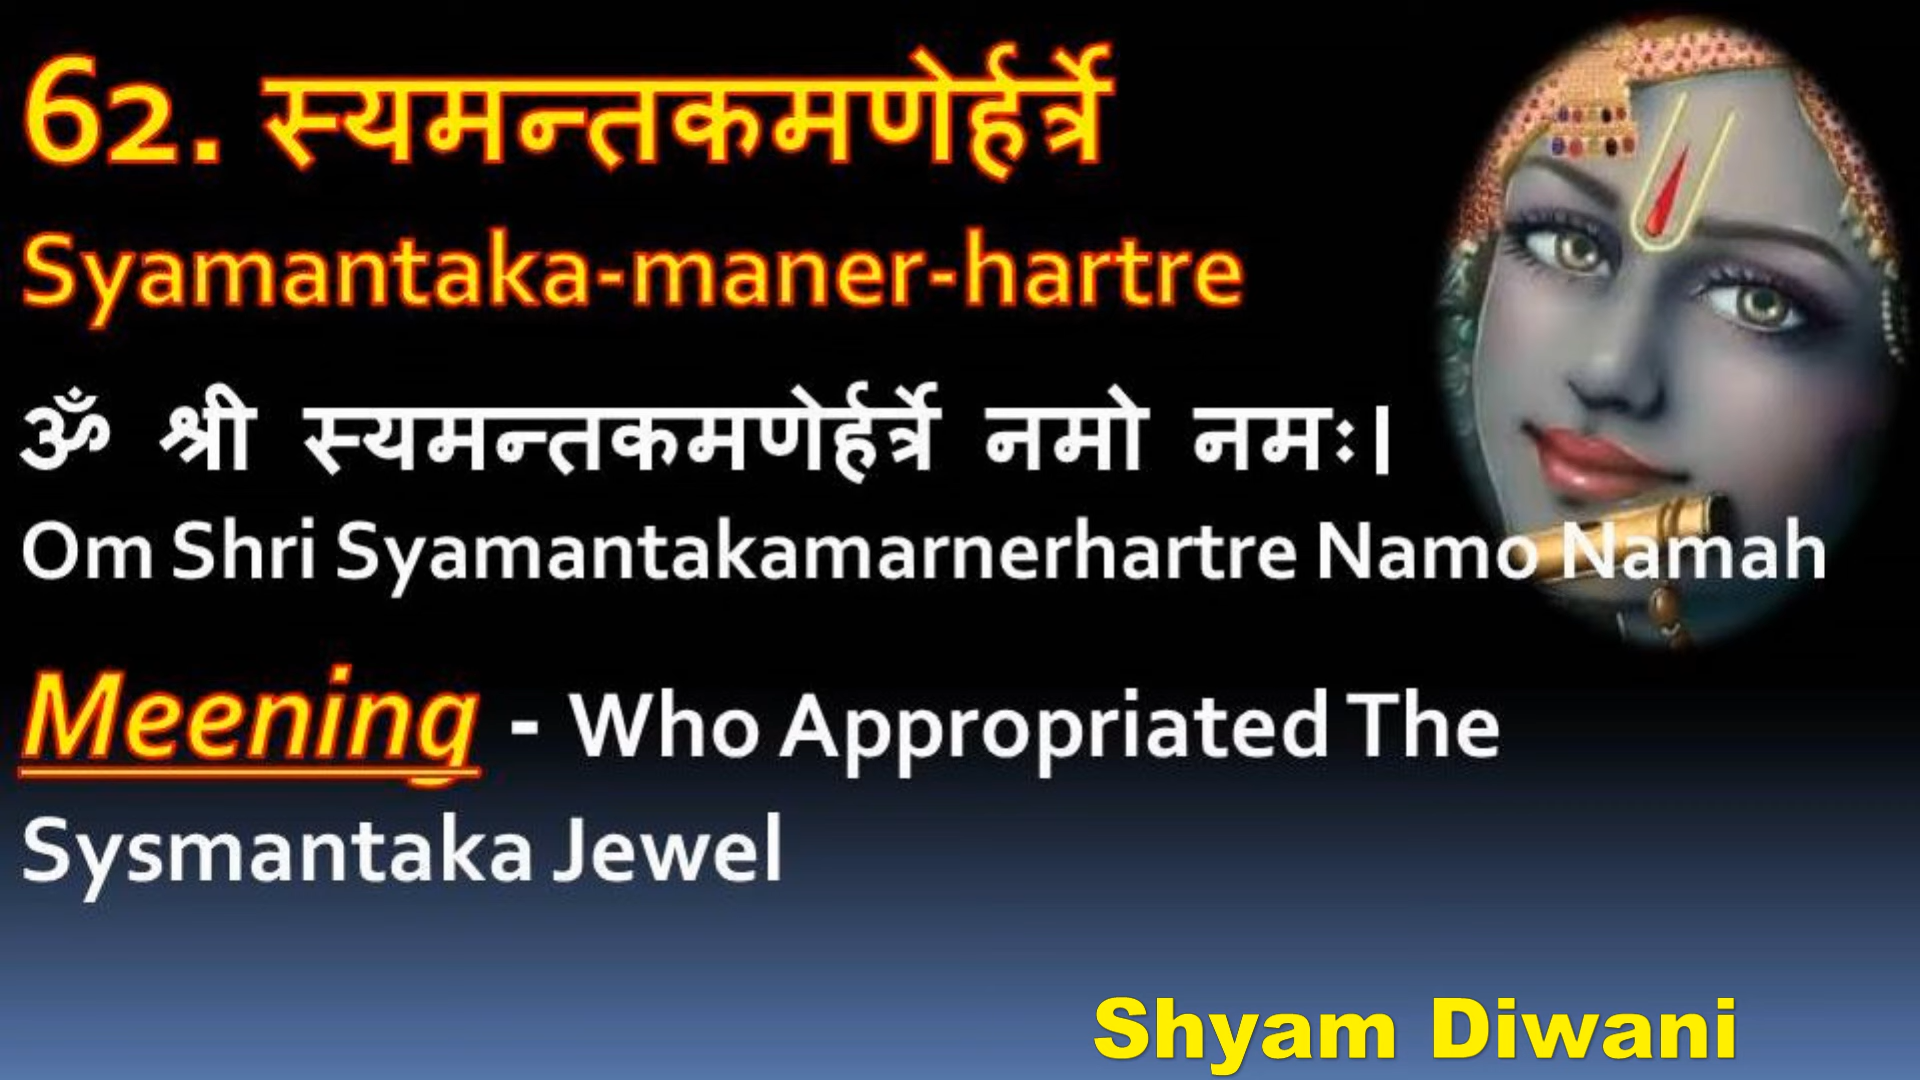 62. स्यमन्तकमणेर्हर्त्रे
Syamantaka-maner-hartre
ॐ श्री स्यमन्तकमणेर्हर्त्रे नमो नमः।
Om Shri Syamantakamarnerhartre Namo Namah
Meening - Who Appropriated The
Sysmantaka Jewel
Shyam Diwani